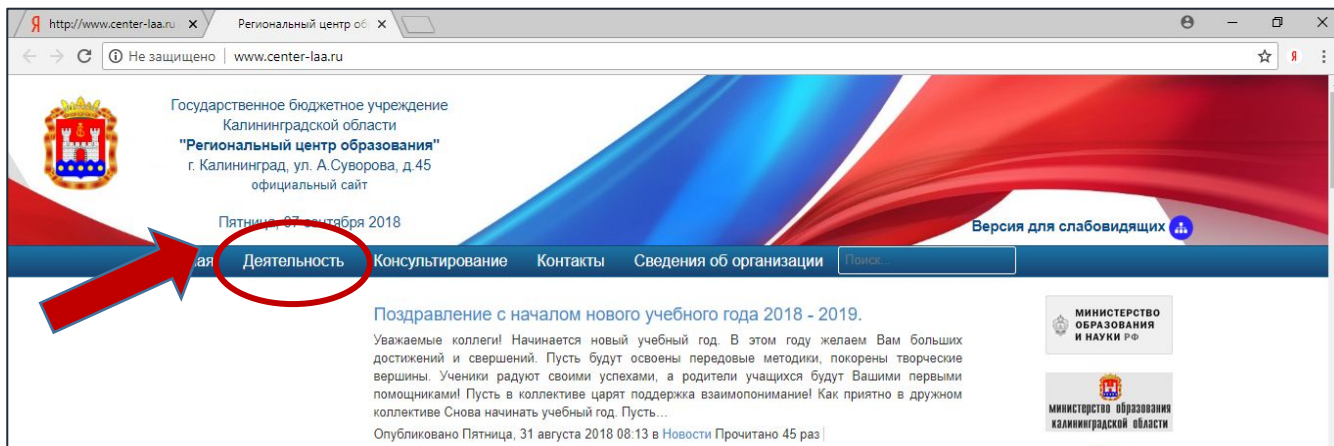 http://www.center-laa.ru
Региональный центр об
Не защищено | www.center-laa.ru
Государственное бюджетное учреждение
Калининградской области
"Региональный центр образования"
г. Калининград, ул. А.Суворова, д.45
официальный сайт
Пятница, 07 сентября 2018
Версия для слабовидящих
Деятельность Консультирование Контакты Сведения об организации Поиск...
Поздравление с началом нового учебного года 2018 - 2019.
Уважаемые коллеги! Начинается новый учебный год. В этом году желаем Вам больших
достижений и свершений. Пусть будут освоены передовые методики, покорены творческие
вершины. Ученики радуют своими успехами, а родители учащихся будут Вашими первыми
помощниками! Пусть в коллективе царят поддержка взаимопонимание! Как приятно в дружном
коллективе Снова начинать учебный год. Пусть…
Опубликовано Пятница, 31 августа 2018 08:13 в Новости Прочитано 45 раз
МИНИСТЕРСТВО
ОБРАЗОВАНИЯ
И НАУКИ РФ
министерство образования
калининградской области